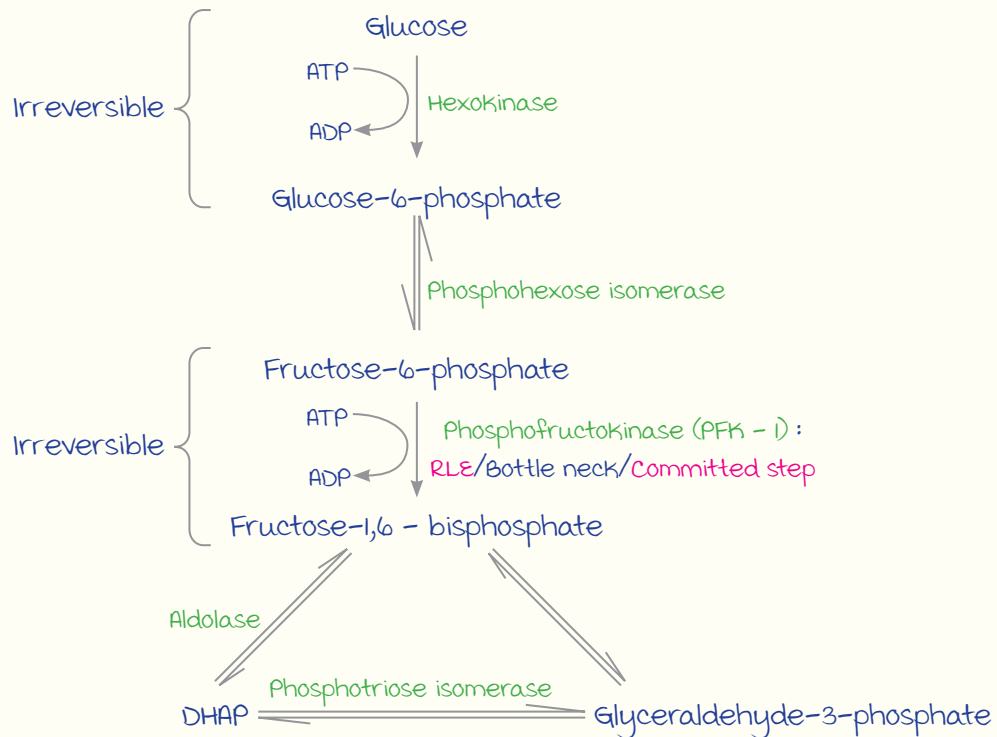 Glucose
ATP
Hexokinase
Irreversible
ADP
Glucose-6-phosphate
Phosphohexose isomerase
Fructose-6-phosphate
ATP
Phosphofructokinase (PFK - 1) :
Irreversible
RLE/Bottle neck/Committed step
ADP
Fructose-1,6 - bisphosphate
Aldolase
Phosphotriose isomerase
DHAP
Glyceraldehyde-3-phosphate